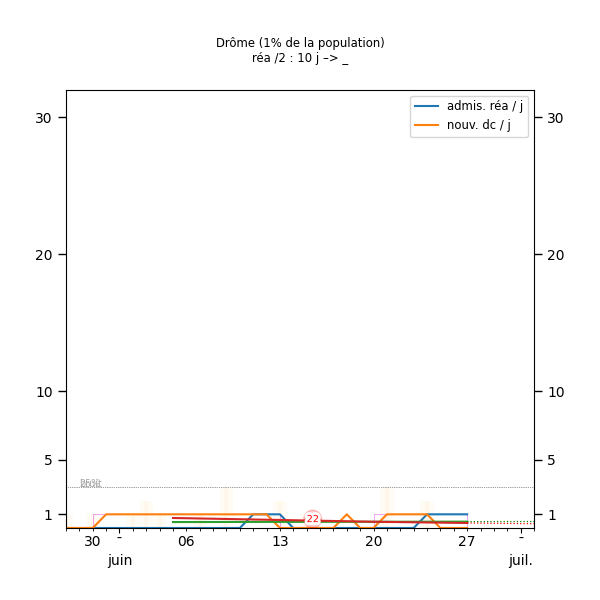 Drôme (1% de la population)
réa /2 : 10 j –> _
admis. réa / j
nouv. dc / j
30
30
20
20
10
10
5
5
22
1
1
30 - 06 13 20 27 -
juin juil.